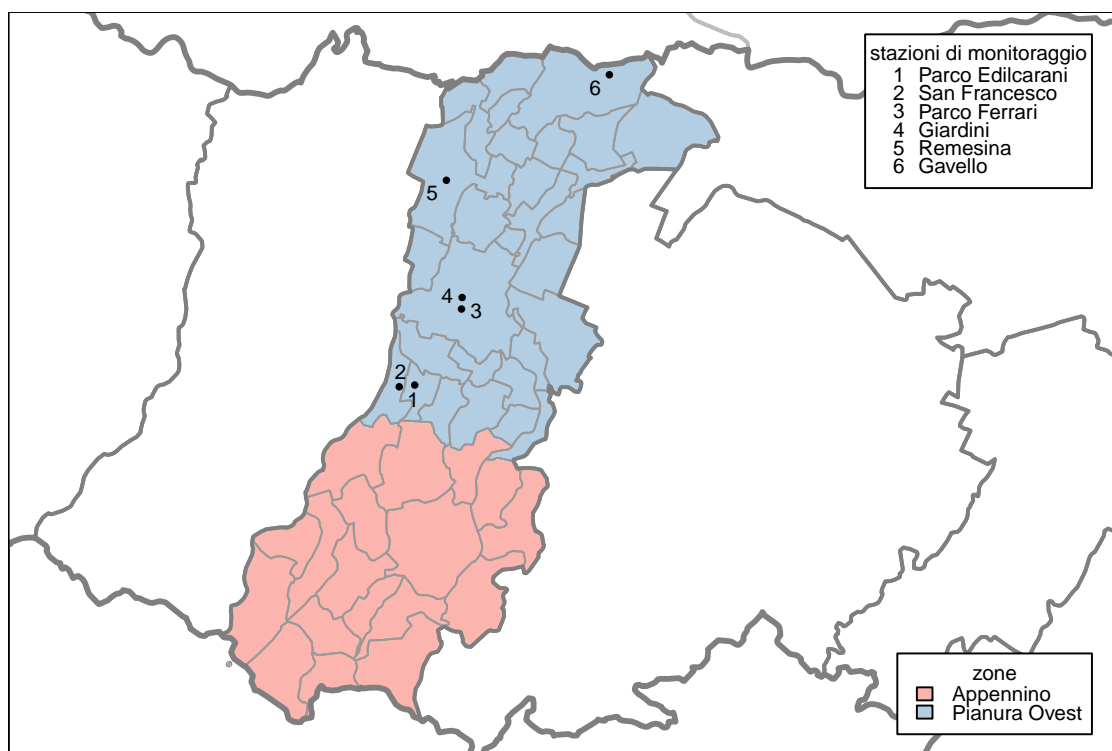 stazioni di monitoraggio
1 Parco Edilcarani
2 San Francesco
3 Parco Ferrari
4 Giardini
5 Remesina
6 Gavello
6
5
4
3
2
1
zone
Appennino
Pianura Ovest